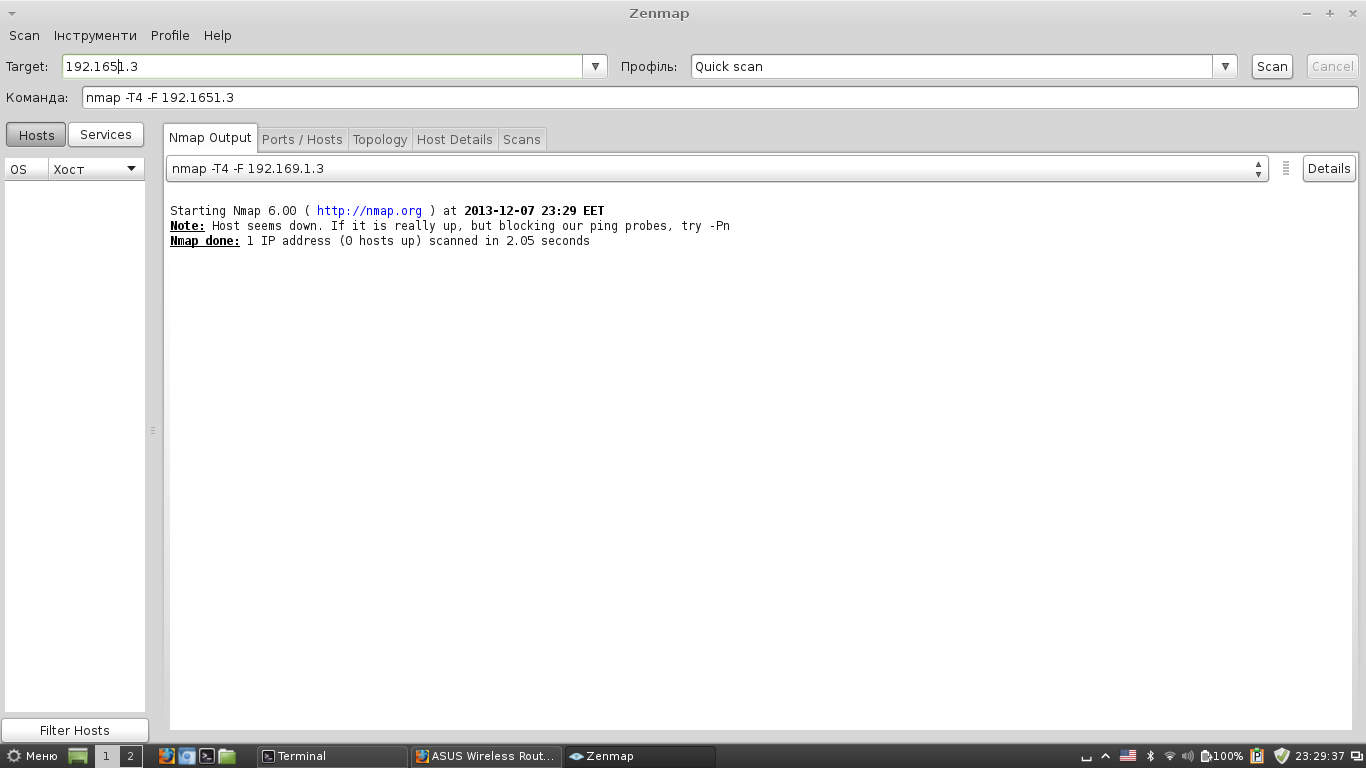 Zenmap
Scan Інструменти Profile Help
Target: 192.1651.3 Профіль: Quick scan Scan Cancel
Команда: nmap -T4 -F 192.1651.3
Hosts Services Nmap Output Ports / Hosts Topology Host Details Scans
OS Хост nmap -T4 -F 192.169.1.3 Details
Starting Nmap 6.00 ( http://nmap.org ) at 2013-12-07 23:29 EET
Note: Host seems down. If it is really up, but blocking our ping probes, try -Pn
Nmap done: 1 IP address (0 hosts up) scanned in 2.05 seconds
Filter Hosts
Меню 1 2 Terminal ASUS Wireless Rout... Zenmap 100% 23:29:37